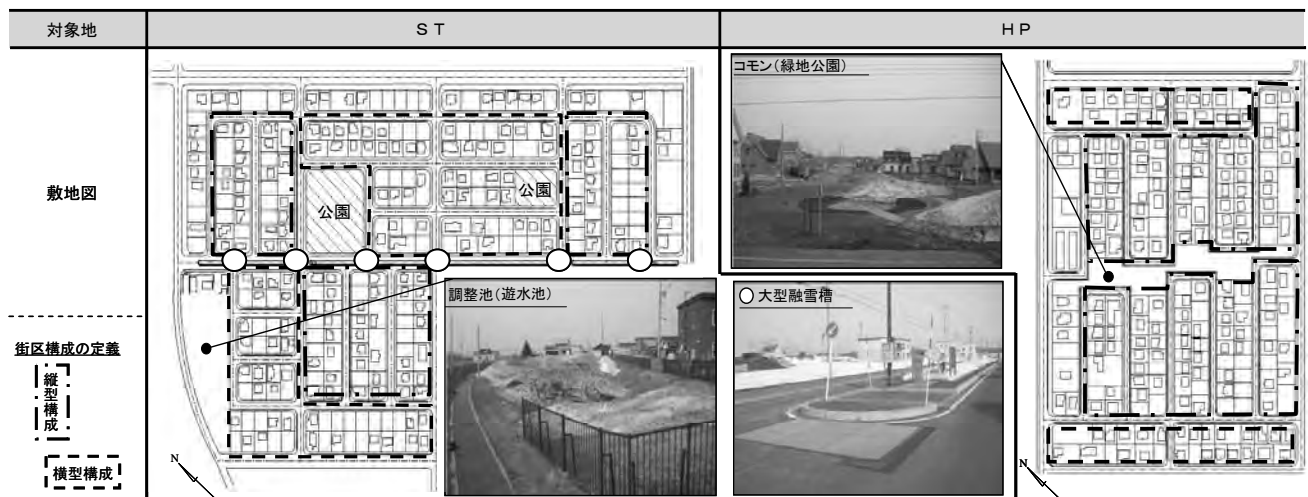 対象地
ST
HP
敷地図
街区構成の定義
縦型構成
横型構成
公園
公園
調整池(遊水池)
N
コモン(緑地公園)
○大型融雪槽
N